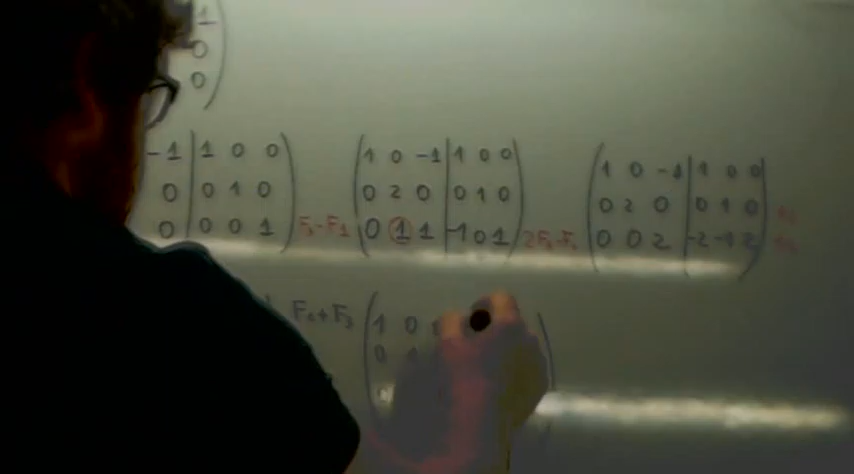 1
0
0
-1 | 1 0 0
0 | 0 1 0
0 | 0 0 1 F3-F1
1 0 -1 | 1 0 0
0 2 0 | 0 1 0
0 1 1 | -1 0 1 2F3-F2
1 0 -1 | 1 0 0
0 2 0 | 0 1 0
0 0 2 | -2 -1 2
F1+F3
1 0
0